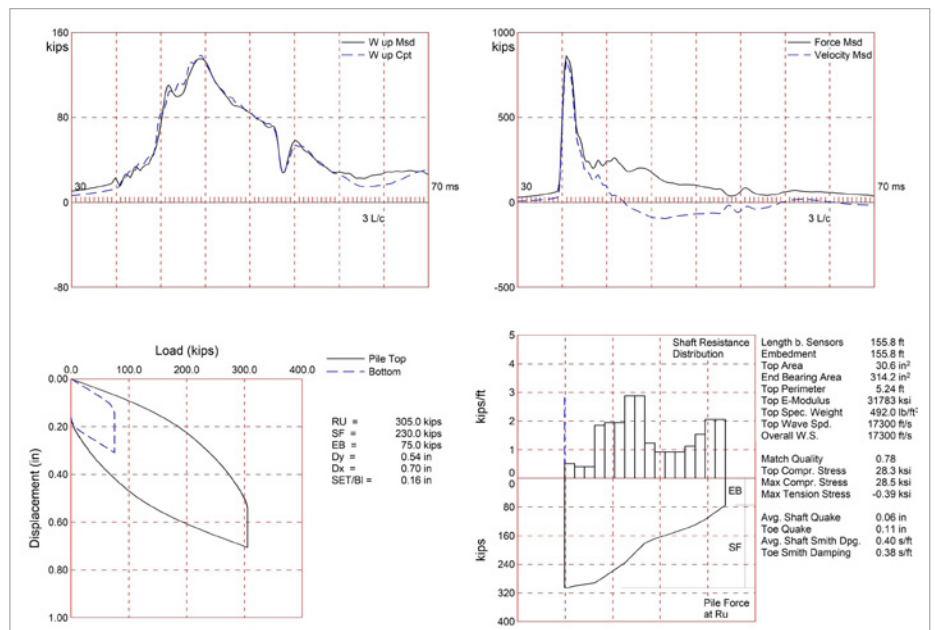 160
kips
80
0
-80
W up Msd
W up Cpt
30
70 ms
3 L/c
1000
kips
500
0
-500
Force Msd
Velocity Msd
30
70 ms
3 L/c
Load (kips)
0.0 100.0 200.0 300.0 400.0
0.00
0.20
0.40
0.60
0.80
1.00
Displacement (in)
Pile Top
Bottom
RU = 305.0 kips
SF = 230.0 kips
EB = 75.0 kips
Dy = 0.54 in
Dx = 0.70 in
SET/Bl = 0.16 in
5
4
3
2
1
0
kips/ft
Shaft Resistance
Distribution
0
80
160
240
320
400
kips
EB
SF
Pile Force
at Ru
Length b. Sensors 155.8 ft
Embedment 155.8 ft
Top Area 30.6 in²
End Bearing Area 314.2 in²
Top Perimeter 5.24 ft
Top E-Modulus 31783 ksi
Top Spec. Weight 492.0 lb/ft³
Top Wave Spd. 17300 ft/s
Overall W.S. 17300 ft/s
Match Quality 0.78
Top Compr. Stress 28.3 ksi
Max Compr. Stress 28.5 ksi
Max Tension Stress -0.39 ksi
Avg. Shaft Quake 0.06 in
Toe Quake 0.11 in
Avg. Shaft Smith Dpg. 0.40 s/ft
Toe Smith Damping 0.38 s/ft